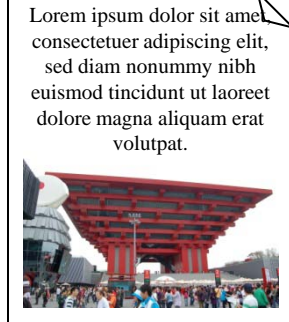 Lorem ipsum dolor sit amet,
consectetuer adipiscing elit,
sed diam nonummy nibh
euismod tincidunt ut laoreet
dolore magna aliquam erat
volutpat.